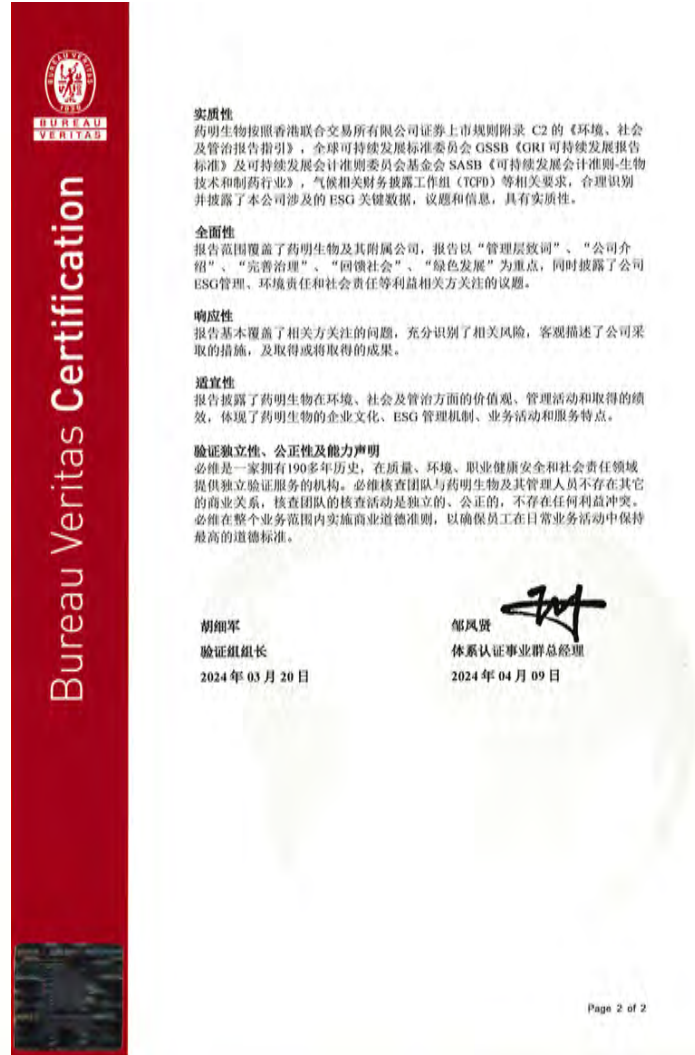 BUREAU VERITAS
1828
BUREAU
VERITAS
Bureau Veritas Certification
实质性
药明生物按照香港联合交易所有限公司证券上市规则附录 C2 的《环境、社会
及管治报告指引》，全球可持续发展标准委员会 GSSB《GRI 可持续发展报告
标准》及可持续发展会计准则委员会基金会 SASB《可持续发展会计准则-生物
技术和制药行业》，气候相关财务披露工作组（TCFD）等相关要求，合理识别
并披露了本公司涉及的 ESG 关键数据，议题和信息，具有实质性。
全面性
报告范围覆盖了药明生物及其附属公司，报告以“管理层致词”、“公司介
绍”、“完善治理”、“回馈社会”、“绿色发展”为重点，同时披露了公司
ESG管理、环境责任和社会责任等利益相关方关注的议题。
响应性
报告基本覆盖了相关方关注的问题，充分识别了相关风险，客观描述了公司采
取的措施，及取得或将取得的成果。
适宜性
报告披露了药明生物在环境、社会及管治方面的价值观、管理活动和取得的绩
效，体现了药明生物的企业文化、ESG 管理机制、业务活动和服务特点。
验证独立性、公正性及能力声明
必维是一家拥有190多年历史，在质量、环境、职业健康安全和社会责任领域
提供独立验证服务的机构。必维核查团队与药明生物及其管理人员不存在其它
的商业关系，核查团队的核查活动是独立的、公正的，不存在任何利益冲突。
必维在整个业务范围内实施商业道德准则，以确保员工在日常业务活动中保持
最高的道德标准。
胡细军
验证组组长
2024 年 03 月 20 日
邹凤贤
体系认证事业群总经理
2024 年 04 月 09 日
Page 2 of 2